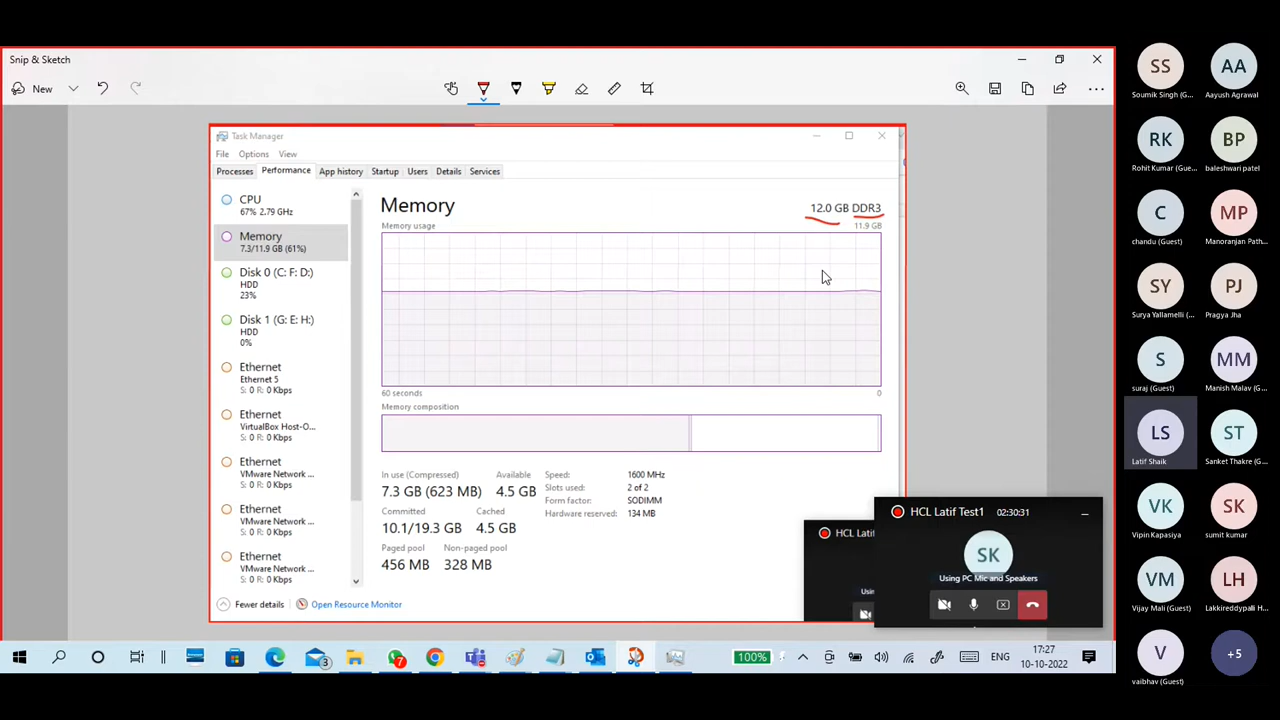 Snip & Sketch
New
Task Manager
File Options View
Processes Performance App history Startup Users Details Services
CPU
67% 2.79 GHz
Memory
7.3/11.9 GB (61%)
Disk 0 (C: F: D:)
HDD
23%
Disk 1 (G: E: H:)
HDD
0%
Ethernet
Ethernet 5
S: 0 R: 0 Kbps
Ethernet
VirtualBox Host-O...
S: 0 R: 0 Kbps
Ethernet
VMware Network ...
S: 0 R: 0 Kbps
Ethernet
VMware Network ...
S: 0 R: 0 Kbps
Ethernet
VMware Network ...
S: 0 R: 0 Kbps
Memory
12.0 GB DDR3
Memory usage
11.9 GB
60 seconds
0
Memory composition
In use (Compressed)
7.3 GB (623 MB)
Available
4.5 GB
Committed
10.1/19.3 GB
Cached
4.5 GB
Paged pool
456 MB
Non-paged pool
328 MB
Speed: 1600 MHz
Slots used: 2 of 2
Form factor: SODIMM
Hardware reserved: 134 MB
Fewer details
Open Resource Monitor
HCL Lati
Usin
HCL Latif Test1 02:30:31
SK
Using PC Mic and Speakers
3
7
100%
ENG
17:27
10-10-2022
SS
Soumik Singh (G...
AA
Aayush Agrawal
RK
Rohit Kumar (Gue...
BP
baleshwari patel
C
chandu (Guest)
MP
Manoranjan Path...
SY
Surya Yallamelli (...
PJ
Pragya Jha
S
suraj (Guest)
MM
Manish Malav (G...
LS
Latif Shaik
ST
Sanket Thakre (G...
VK
Vipin Kapasiya
SK
sumit kumar
VM
Vijay Mali (Guest)
LH
Lakkireddypalli H...
V
vaibhav (Guest)
+5